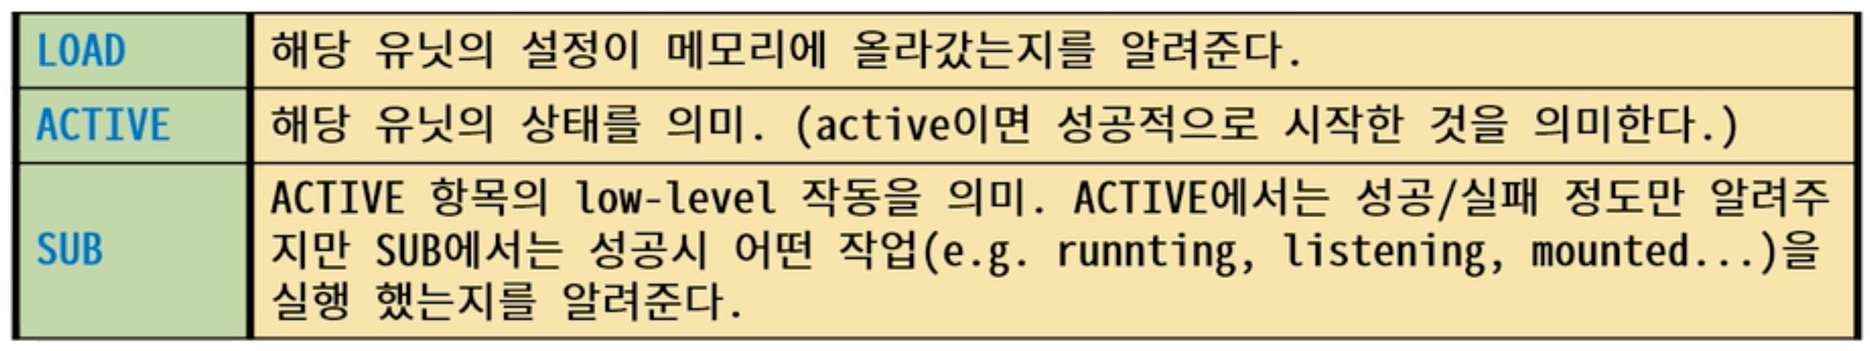 LOAD 해당 유닛의 설정이 메모리에 올라갔는지를 알려준다.
ACTIVE 해당 유닛의 상태를 의미. (active이면 성공적으로 시작한 것을 의미한다.)
SUB ACTIVE 항목의 low-level 작동을 의미. ACTIVE에서는 성공/실패 정도만 알려주
지만 SUB에서는 성공시 어떤 작업(e.g. runnting, listening, mounted...)을
실행 했는지를 알려준다.